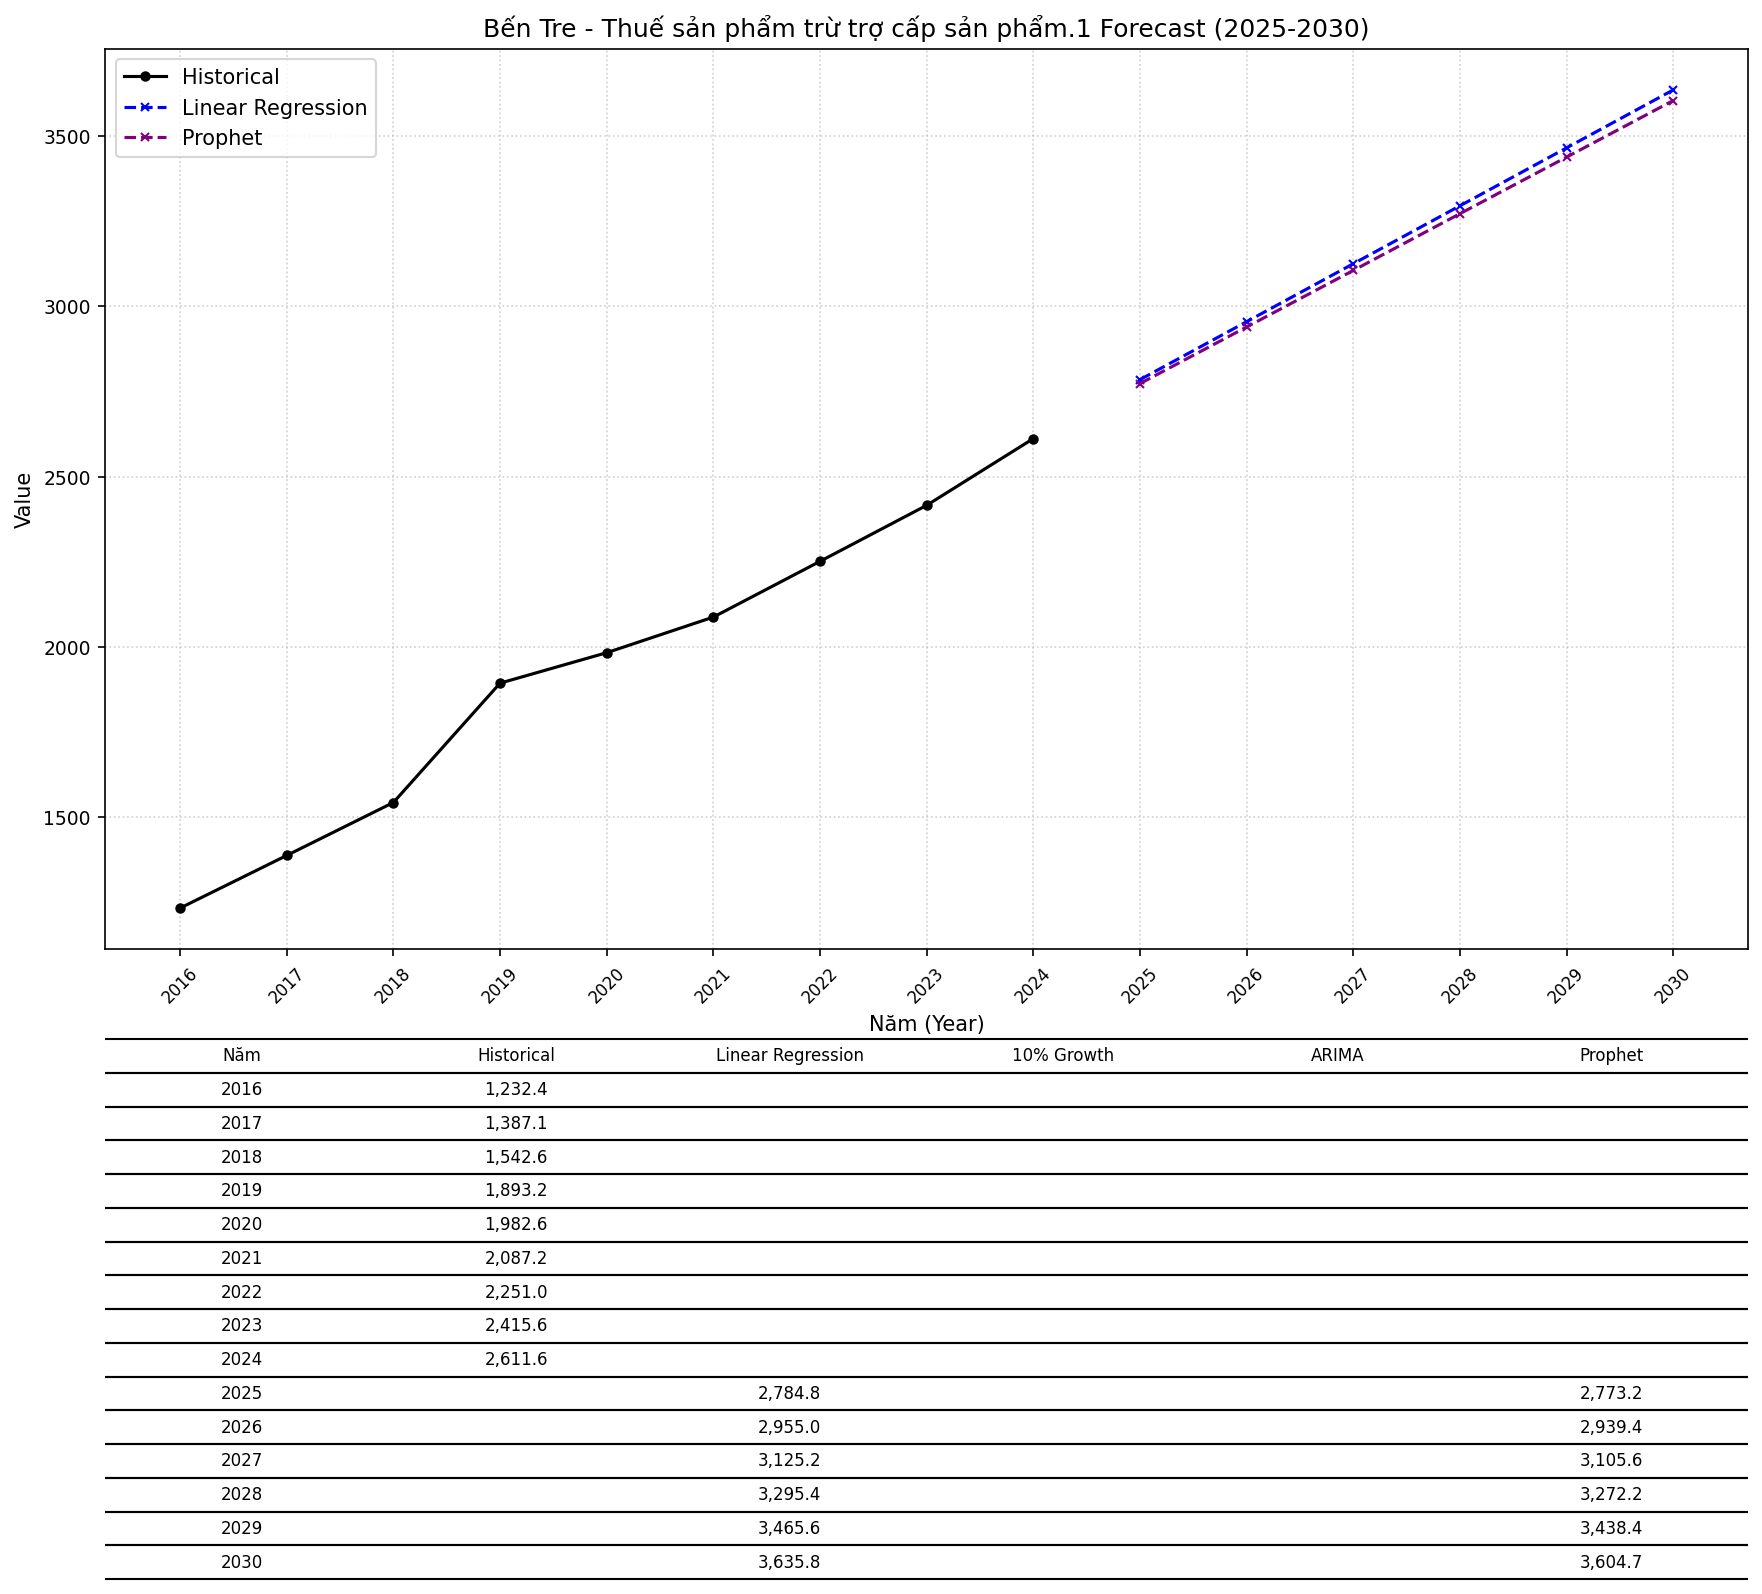 Bến Tre - Thuế sản phẩm trừ trợ cấp sản phẩm.1 Forecast (2025-2030)
Historical
Linear Regression
Prophet
Value
3500
3000
2500
2000
1500
2016 2017 2018 2019 2020 2021 2022 2023 2024 2025 2026 2027 2028 2029 2030
Năm (Year)
Năm Historical Linear Regression 10% Growth ARIMA Prophet
2016 1,232.4
2017 1,387.1
2018 1,542.6
2019 1,893.2
2020 1,982.6
2021 2,087.2
2022 2,251.0
2023 2,415.6
2024 2,611.6
2025 2,784.8 2,773.2
2026 2,955.0 2,939.4
2027 3,125.2 3,105.6
2028 3,295.4 3,272.2
2029 3,465.6 3,438.4
2030 3,635.8 3,604.7